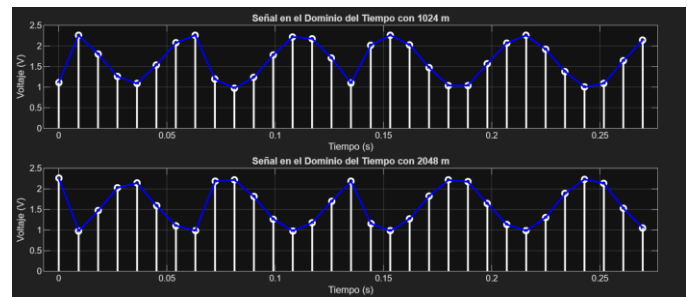 Señal en el Dominio del Tiempo con 1024 m
Voltaje (V)
2.5
2
1.5
1
0.5
0
0 0.05 0.1 0.15 0.2 0.25
Tiempo (s)
Señal en el Dominio del Tiempo con 2048 m
Voltaje (V)
2.5
2
1.5
1
0.5
0
0 0.05 0.1 0.15 0.2 0.25
Tiempo (s)